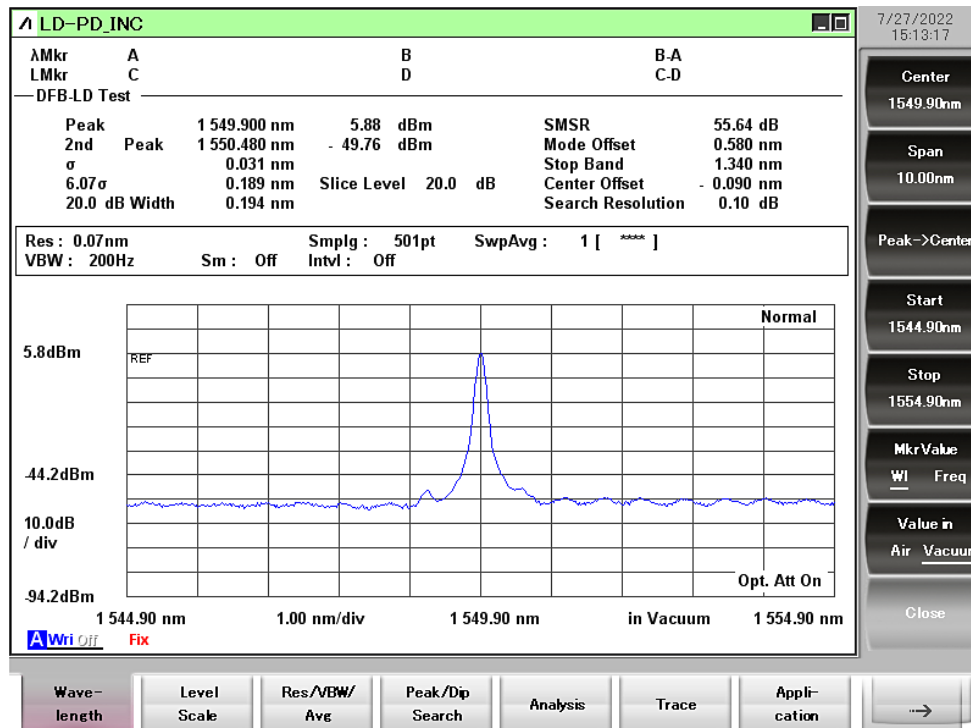 LD-PD_INC
7/27/2022
15:13:17
λMkr A B B-A
LMkr C D C-D
DFB-LD Test
Peak 1 549.900 nm 5.88 dBm SMSR 55.64 dB
2nd Peak 1 550.480 nm - 49.76 dBm Mode Offset 0.580 nm
σ 0.031 nm Stop Band 1.340 nm
6.07σ 0.189 nm Slice Level 20.0 dB Center Offset - 0.090 nm
20.0 dB Width 0.194 nm Search Resolution 0.10 dB
Res : 0.07nm Smplg : 501pt SwpAvg : 1 [ **** ]
VBW : 200Hz Sm : Off Intvl : Off
Normal
5.8dBm
REF
-44.2dBm
10.0dB
/ div
Opt. Att On
-94.2dBm
1 544.90 nm 1.00 nm/div 1 549.90 nm in Vacuum 1 554.90 nm
A Wri Off Fix
Center
1549.90nm
Span
10.00nm
Peak->Center
Start
1544.90nm
Stop
1554.90nm
Mkr Value
Wl Freq
Value in
Air Vacuu
Close
Wave-
length
Level
Scale
Res/VBW/
Avg
Peak/Dip
Search
Analysis
Trace
Appli-
cation